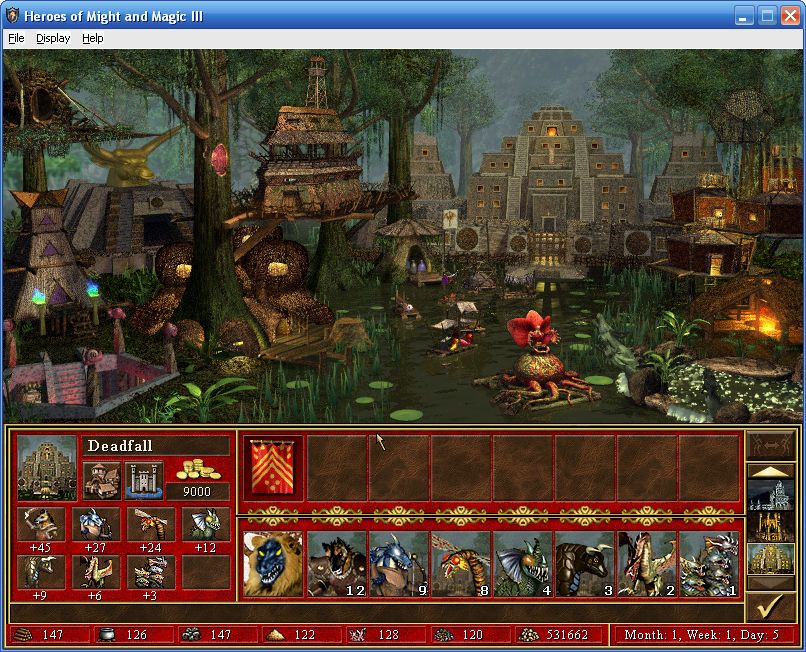 Heroes of Might and Magic III
File Display Help
Deadfall
9000
+45 +27 +24 +12
+9 +6 +3
12 9 8 4 3 2 1
147 126 147 122 128 120 531662 Month: 1, Week: 1, Day: 5